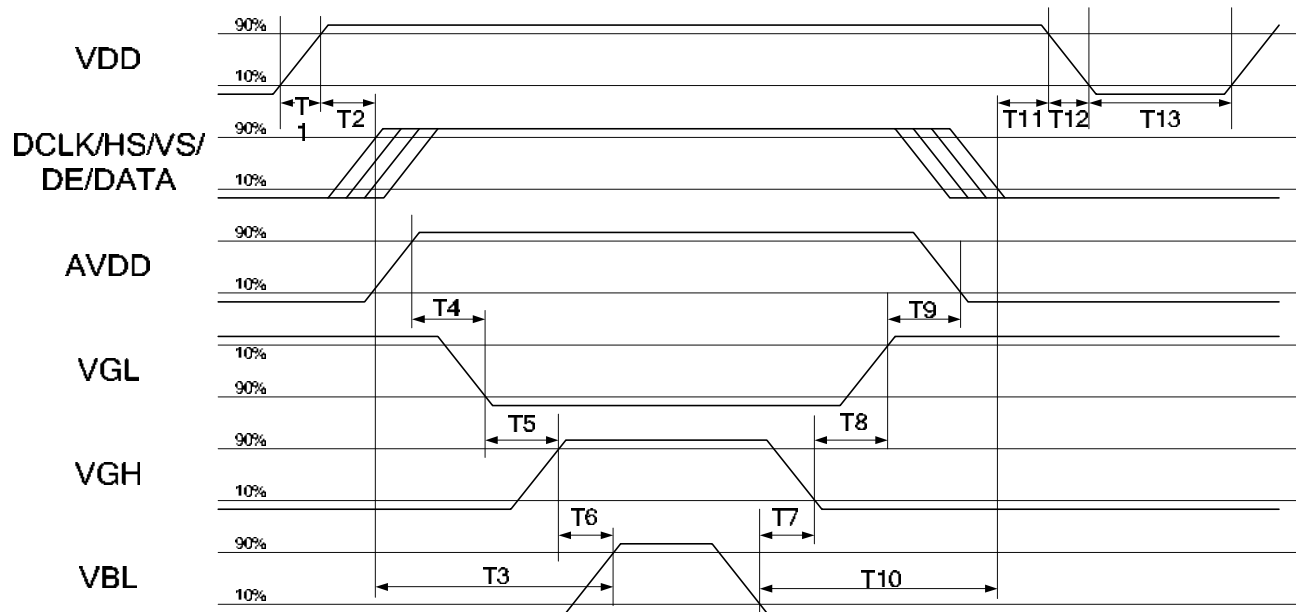 90%
VDD
10%
T1
T2
T11
T12
T13
90%
DCLK/HS/VS/
DE/DATA
10%
90%
AVDD
10%
T4
T9
10%
VGL
90%
T5
T8
90%
VGH
10%
T6
T7
90%
VBL
T3
T10
10%